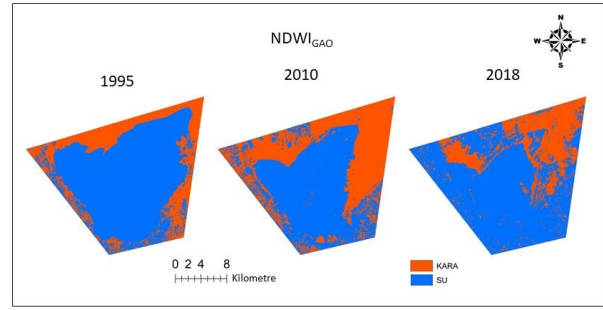 NDWIGAO
N
W E
S
1995
2010
2018
0 2 4 8
Kilometre
KARA
SU